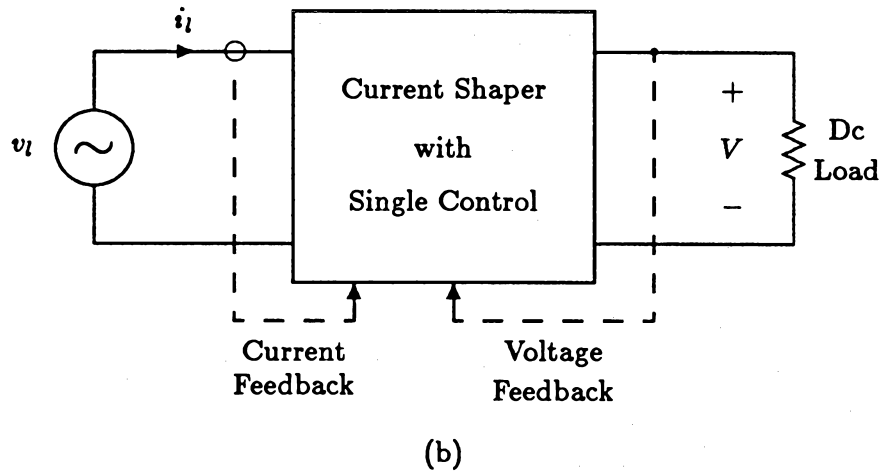 i_l
Current Shaper
with
Single Control
v_l
+
V
−
Dc
Load
Current
Feedback
Voltage
Feedback
(b)